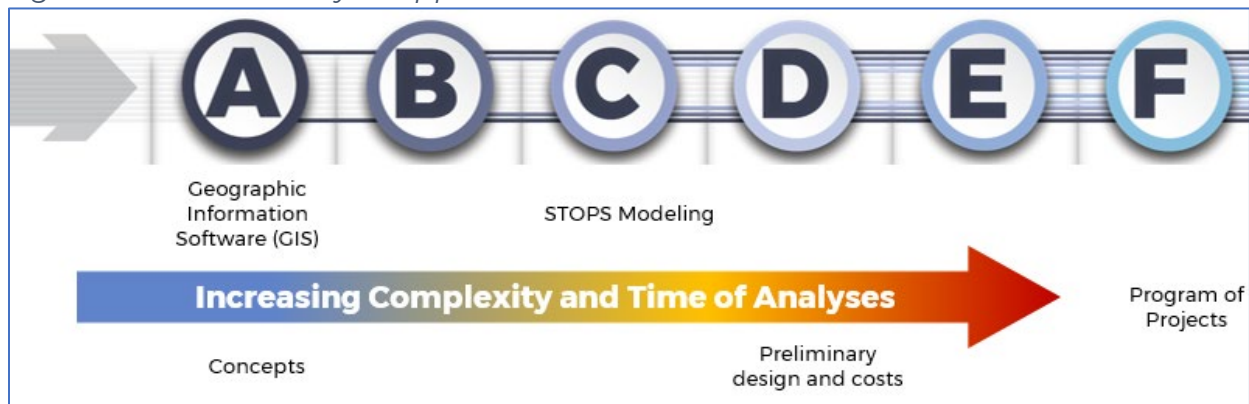 A B C D E F
Geographic
Information
Software (GIS)
STOPS Modeling
Increasing Complexity and Time of Analyses
Program of
Projects
Concepts
Preliminary
design and costs